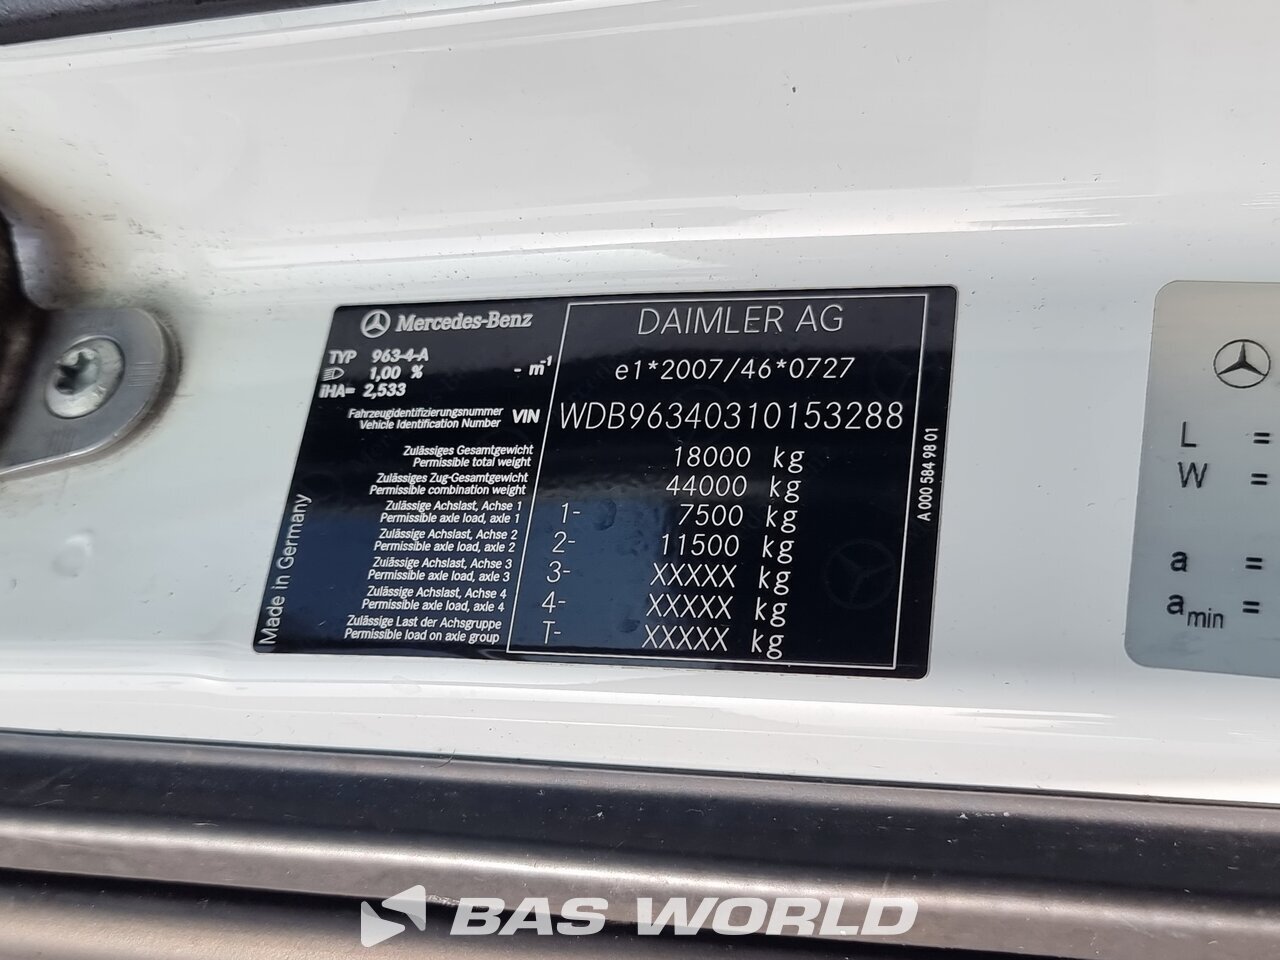 Mercedes-Benz
TYP 963-4-A
1,00 % - m⁻¹
iHA= 2,533
DAIMLER AG
e1*2007/46*0727
Fahrzeugidentifizierungsnummer
Vehicle Identification Number
VIN WDB96340310153288
Zulässiges Gesamtgewicht
Permissible total weight
18000 kg
Zulässiges Zug-Gesamtgewicht
Permissible combination weight
44000 kg
Zulässige Achslast, Achse 1
Permissible axle load, axle 1
1- 7500 kg
Zulässige Achslast, Achse 2
Permissible axle load, axle 2
2- 11500 kg
Zulässige Achslast, Achse 3
Permissible axle load, axle 3
3- XXXXX kg
Zulässige Achslast, Achse 4
Permissible axle load, axle 4
4- XXXXX kg
Zulässige Last der Achsgruppe
Permissible load on axle group
T- XXXXX kg
Made in Germany
A 000 584 98 01
L =
W =
a =
amin =
BAS WORLD